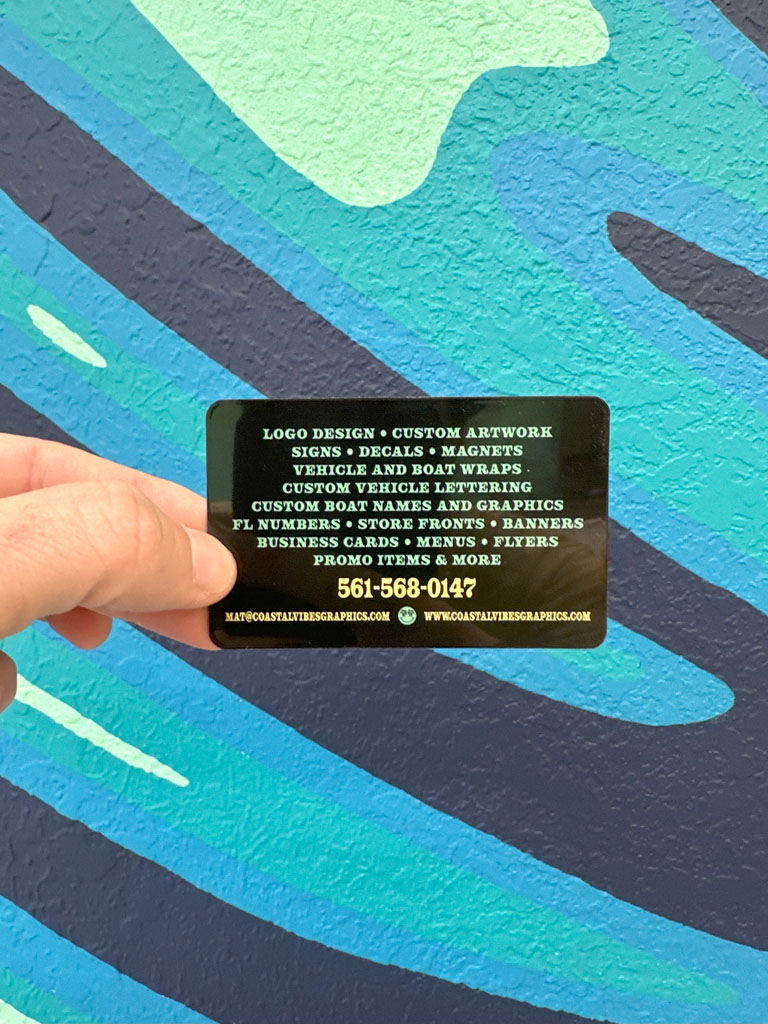 LOGO DESIGN • CUSTOM ARTWORK
SIGNS • DECALS • MAGNETS
VEHICLE AND BOAT WRAPS
CUSTOM VEHICLE LETTERING
CUSTOM BOAT NAMES AND GRAPHICS
FL NUMBERS • STORE FRONTS • BANNERS
BUSINESS CARDS • MENUS • FLYERS
PROMO ITEMS & MORE
561-568-0147
MAT@COASTALVIBESGRAPHICS.COM WWW.COASTALVIBESGRAPHICS.COM